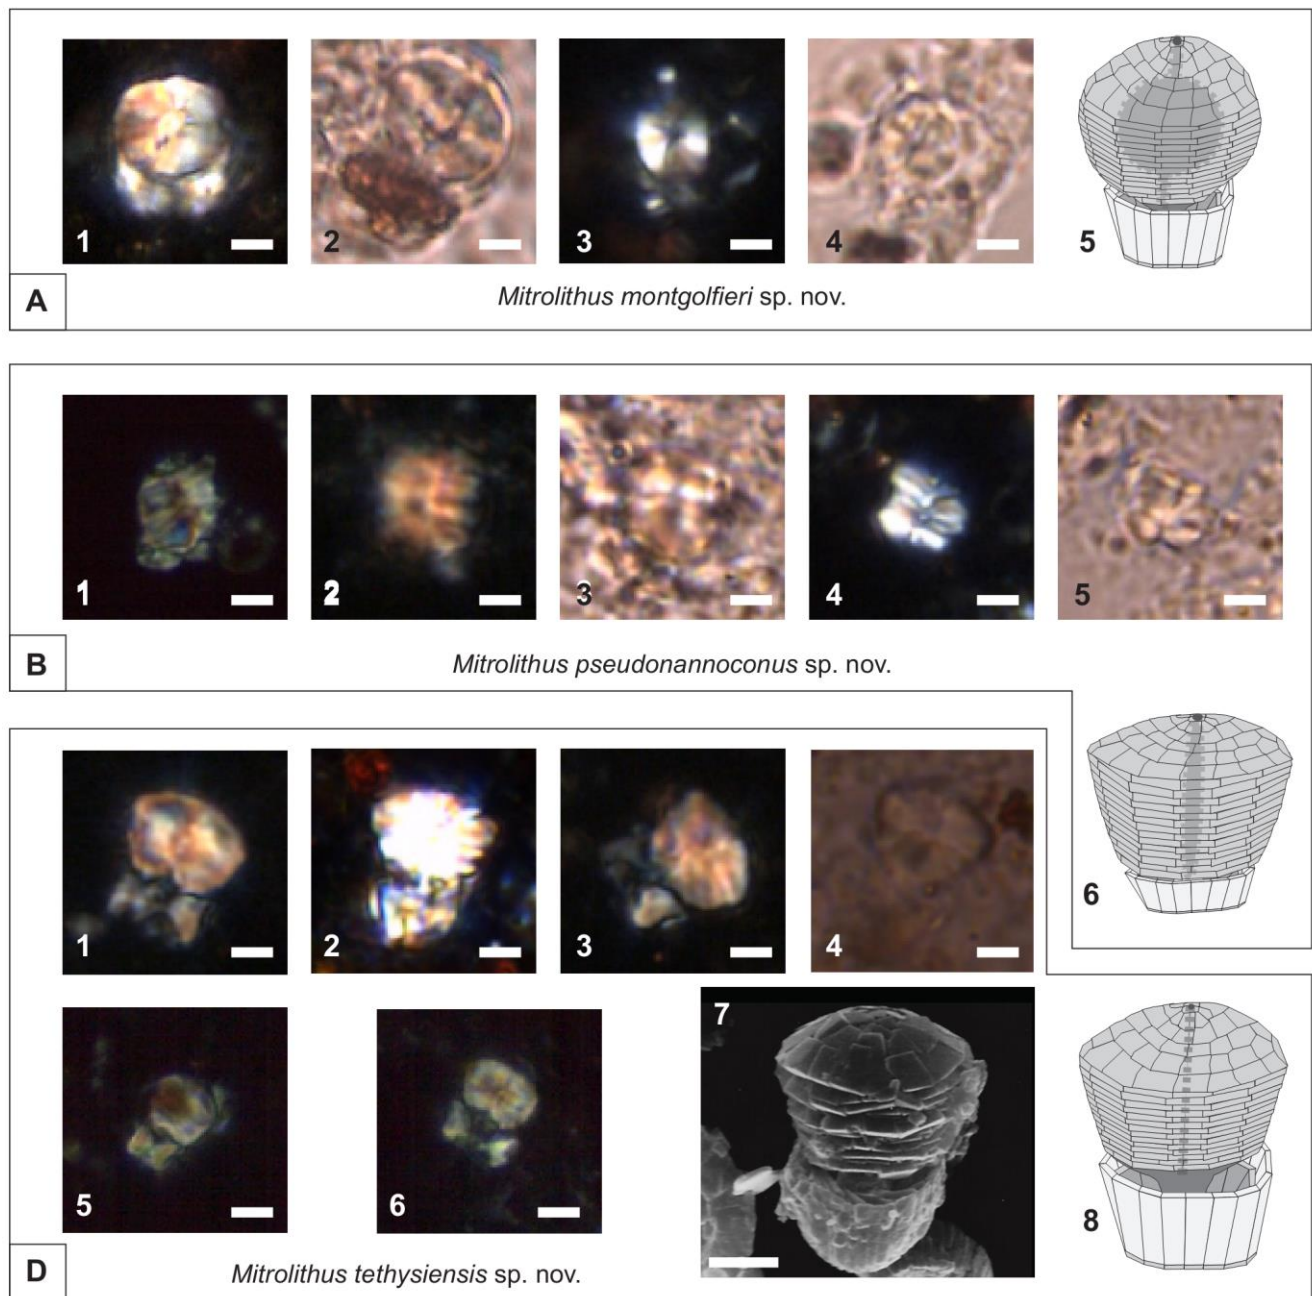 1 2 3 4 5
A
Mitrolithus montgolfieri sp. nov.
1 2 3 4 5
B
Mitrolithus pseudonannoconus sp. nov.
6
1 2 3 4
5 6 7 8
D
Mitrolithus tethysiensis sp. nov.